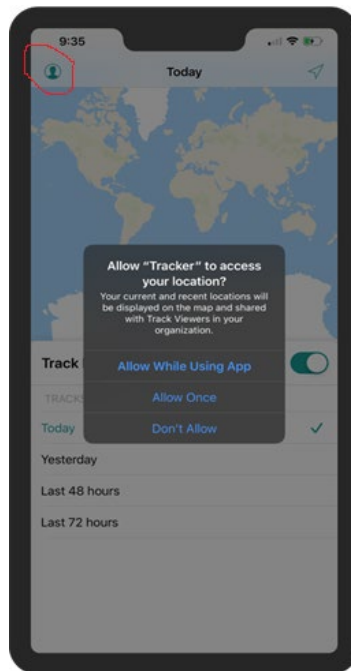 9:35
Today
Allow "Tracker" to access
your location?
Your current and recent locations will
be displayed on the map and shared
with Track Viewers in your
organization.
Track
Allow While Using App
TRACKS
Allow Once
Today
Don't Allow
Yesterday
Last 48 hours
Last 72 hours